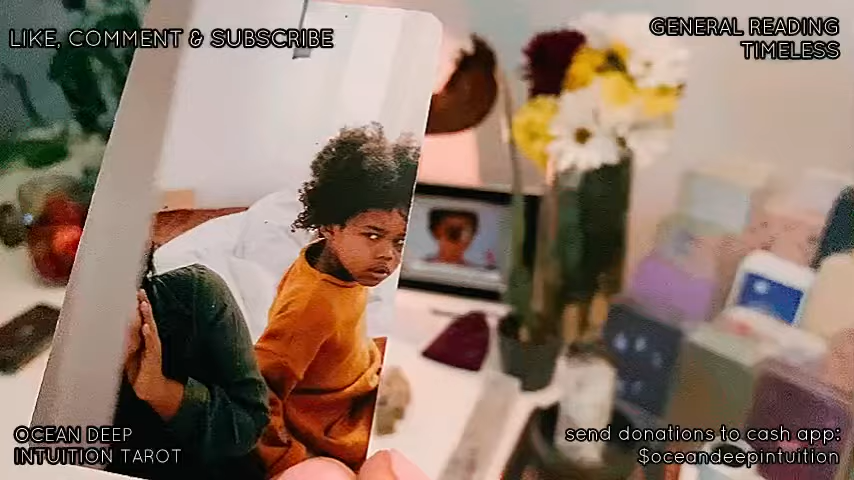 LIKE, COMMENT & SUBSCRIBE
GENERAL READING
TIMELESS
OCEAN DEEP
INTUITION TAROT
send donations to cash app:
$oceandeepintuition